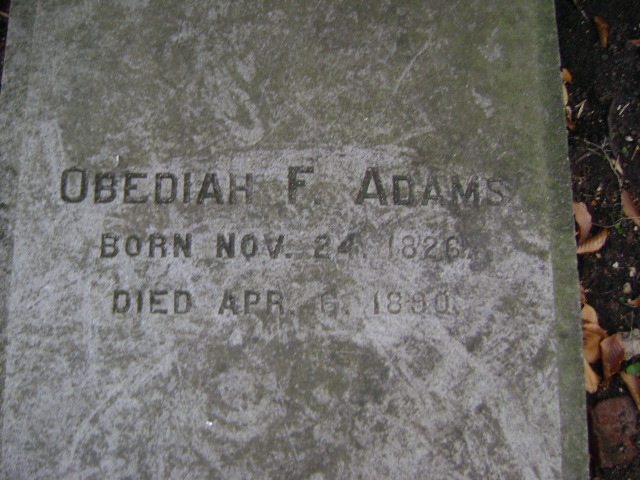 OBEDIAH F. ADAMS
BORN NOV. 24. 1826.
DIED APR. 6. 1890.